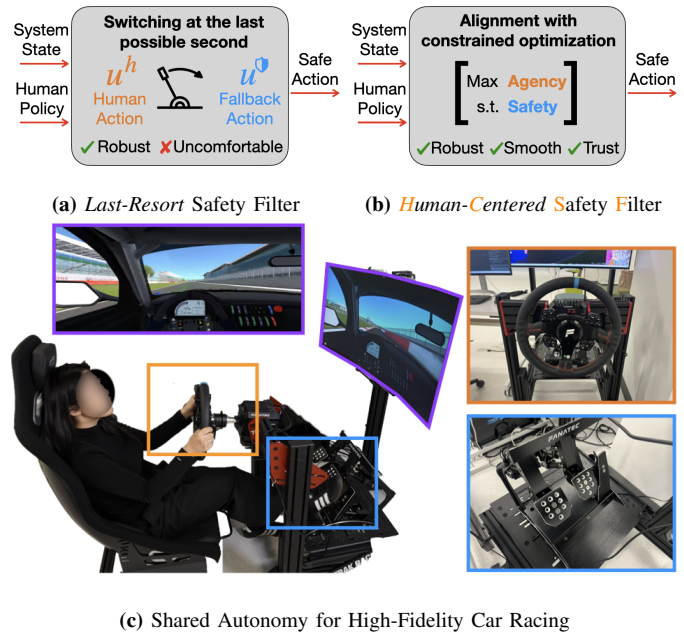 System
State
Human
Policy
Switching at the last
possible second
u^h
Human
Action
u
Fallback
Action
✓Robust ✗Uncomfortable
Safe
Action
System
State
Human
Policy
Alignment with
constrained optimization
Max Agency
s.t. Safety
✓Robust ✓Smooth ✓Trust
Safe
Action
(a) Last-Resort Safety Filter
(b) Human-Centered Safety Filter
FANATEC
TRAK RAC
(c) Shared Autonomy for High-Fidelity Car Racing